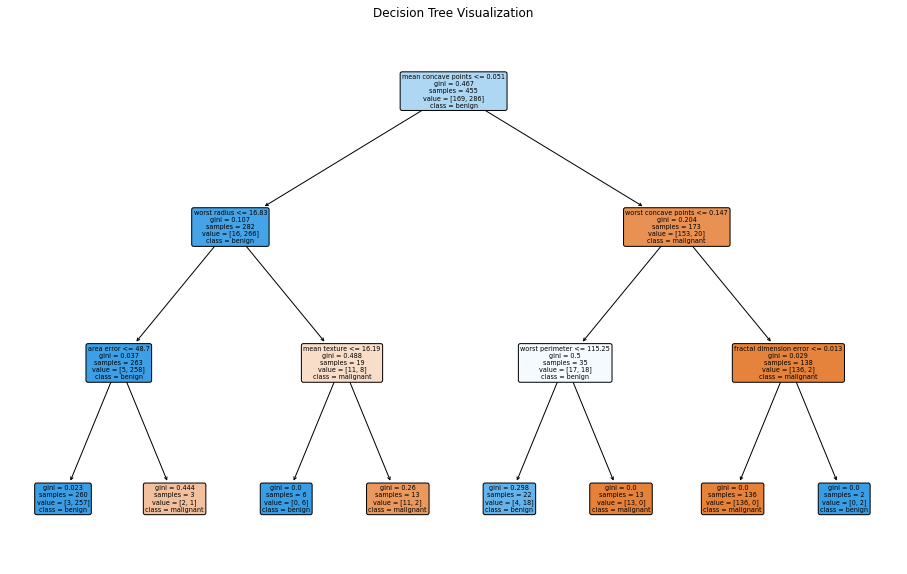 Decision Tree Visualization
mean concave points <= 0.051
gini = 0.467
samples = 455
value = [169, 286]
class = benign
worst radius <= 16.83
gini = 0.107
samples = 282
value = [16, 266]
class = benign
worst concave points <= 0.147
gini = 0.204
samples = 173
value = [153, 20]
class = malignant
area error <= 48.7
gini = 0.037
samples = 263
value = [5, 258]
class = benign
mean texture <= 16.19
gini = 0.488
samples = 19
value = [11, 8]
class = malignant
worst perimeter <= 115.25
gini = 0.5
samples = 35
value = [17, 18]
class = benign
fractal dimension error <= 0.013
gini = 0.029
samples = 138
value = [136, 2]
class = malignant
gini = 0.023
samples = 260
value = [3, 257]
class = benign
gini = 0.444
samples = 3
value = [2, 1]
class = malignant
gini = 0.0
samples = 6
value = [0, 6]
class = benign
gini = 0.26
samples = 13
value = [11, 2]
class = malignant
gini = 0.298
samples = 22
value = [4, 18]
class = benign
gini = 0.0
samples = 13
value = [13, 0]
class = malignant
gini = 0.0
samples = 136
value = [136, 0]
class = malignant
gini = 0.0
samples = 2
value = [0, 2]
class = benign